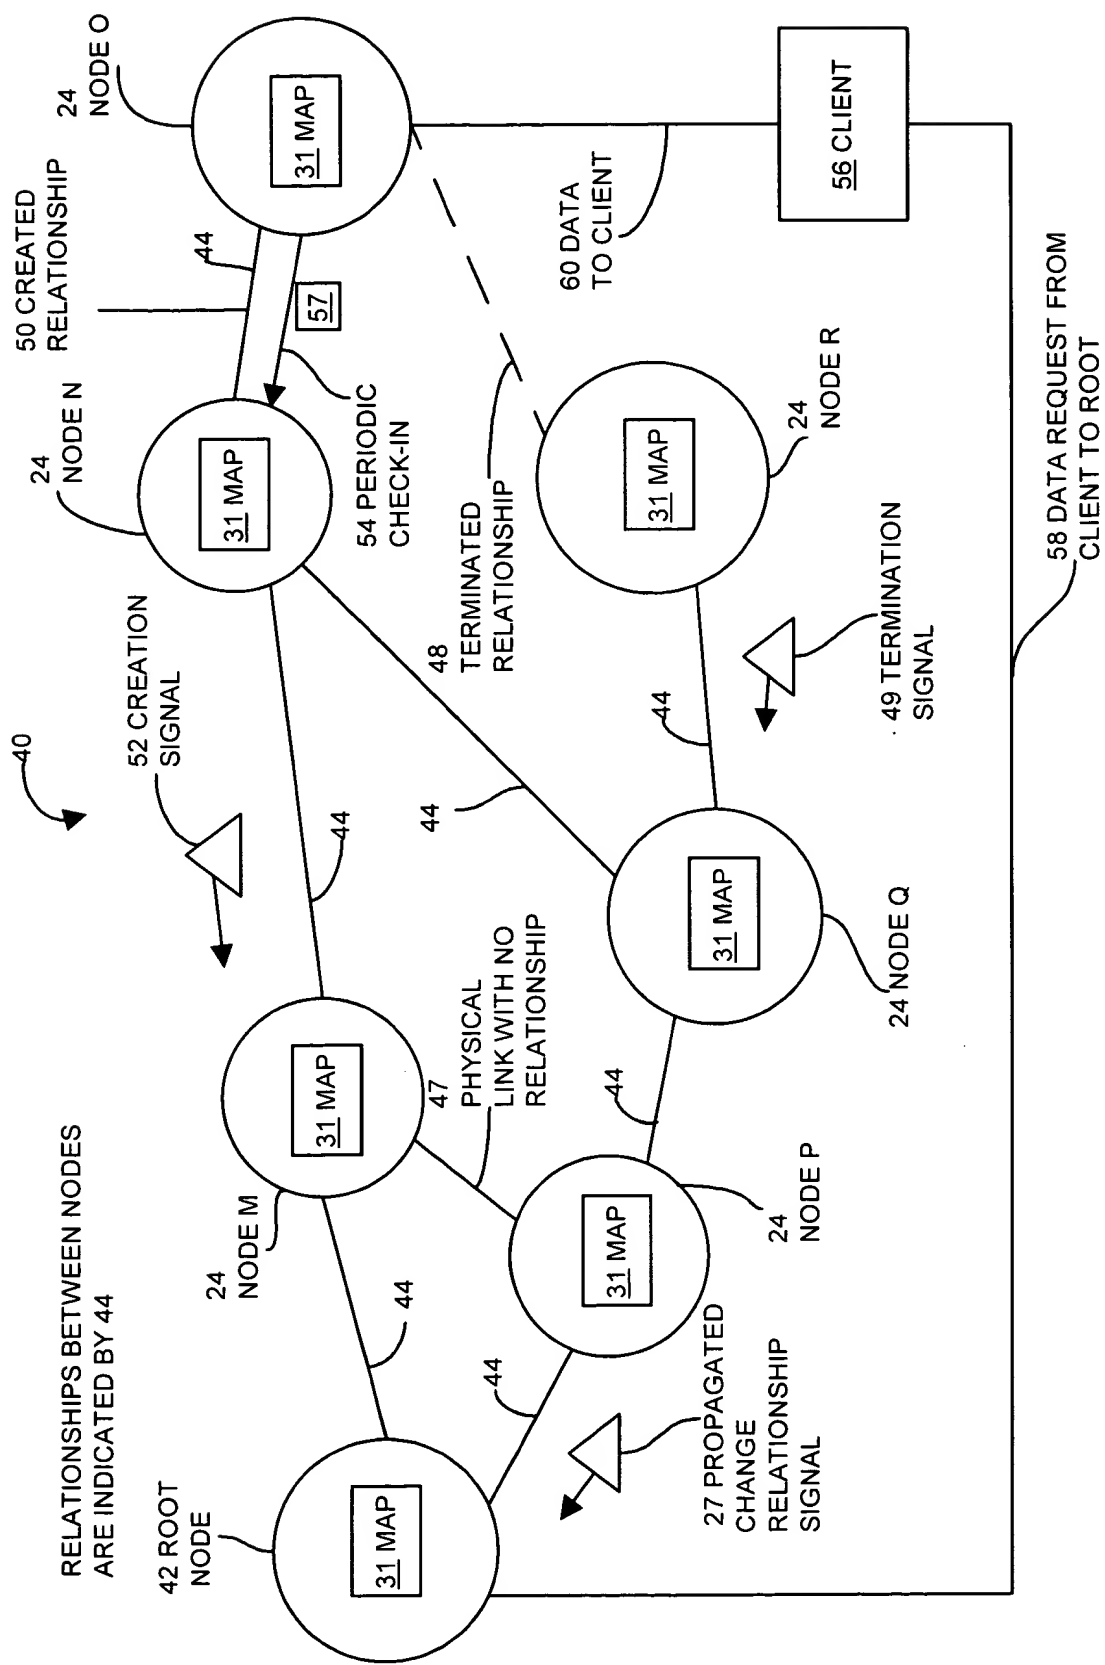 RELATIONSHIPS BETWEEN NODES
ARE INDICATED BY 44
40
42 ROOT
NODE
31 MAP
24
NODE M
31 MAP
44
52 CREATION
SIGNAL
44
24
NODE N
31 MAP
50 CREATED
RELATIONSHIP
44
57
54 PERIODIC
CHECK-IN
24
NODE O
31 MAP
44
27 PROPAGATED
CHANGE
RELATIONSHIP
SIGNAL
31 MAP
24
NODE P
47
PHYSICAL
LINK WITH NO
RELATIONSHIP
44
44
31 MAP
24 NODE Q
48
TERMINATED
RELATIONSHIP
44
49 TERMINATION
SIGNAL
31 MAP
24
NODE R
60 DATA
TO CLIENT
56 CLIENT
58 DATA REQUEST FROM
CLIENT TO ROOT